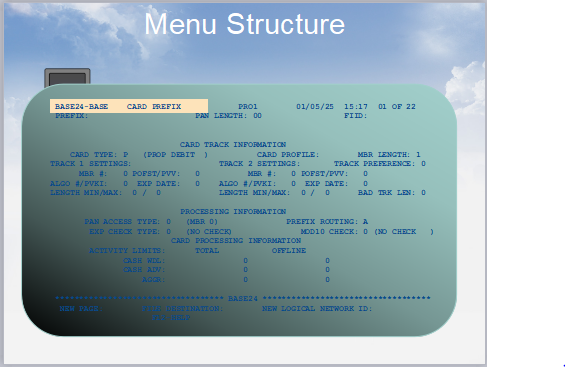 Menu Structure
BASE24-BASE CARD PREFIX PRO1 01/05/25 15:17 01 OF 22
PREFIX: PAN LENGTH: 00 FIID:
CARD TRACK INFORMATION
CARD TYPE: P (PROP DEBIT ) CARD PROFILE: MBR LENGTH: 1
TRACK 1 SETTINGS: TRACK 2 SETTINGS: TRACK PREFERENCE: 0
MBR #: 0 POFST/PVV: 0 MBR #: 0 POFST/PVV: 0
ALGO #/PVKI: 0 EXP DATE: 0 ALGO #/PVKI: 0 EXP DATE: 0
LENGTH MIN/MAX: 0 / 0 LENGTH MIN/MAX: 0 / 0 BAD TRK LEN: 0
PROCESSING INFORMATION
PAN ACCESS TYPE: 0 (MBR 0) PREFIX ROUTING: A
EXP CHECK TYPE: 0 (NO CHECK) MOD10 CHECK: 0 (NO CHECK )
CARD PROCESSING INFORMATION
ACTIVITY LIMITS: TOTAL OFFLINE
CASH WDL: 0 0
CASH ADV: 0 0
AGGR: 0 0
*********************************** BASE24 ***********************************
NEW PAGE: FILE DESTINATION: NEW LOGICAL NETWORK ID: